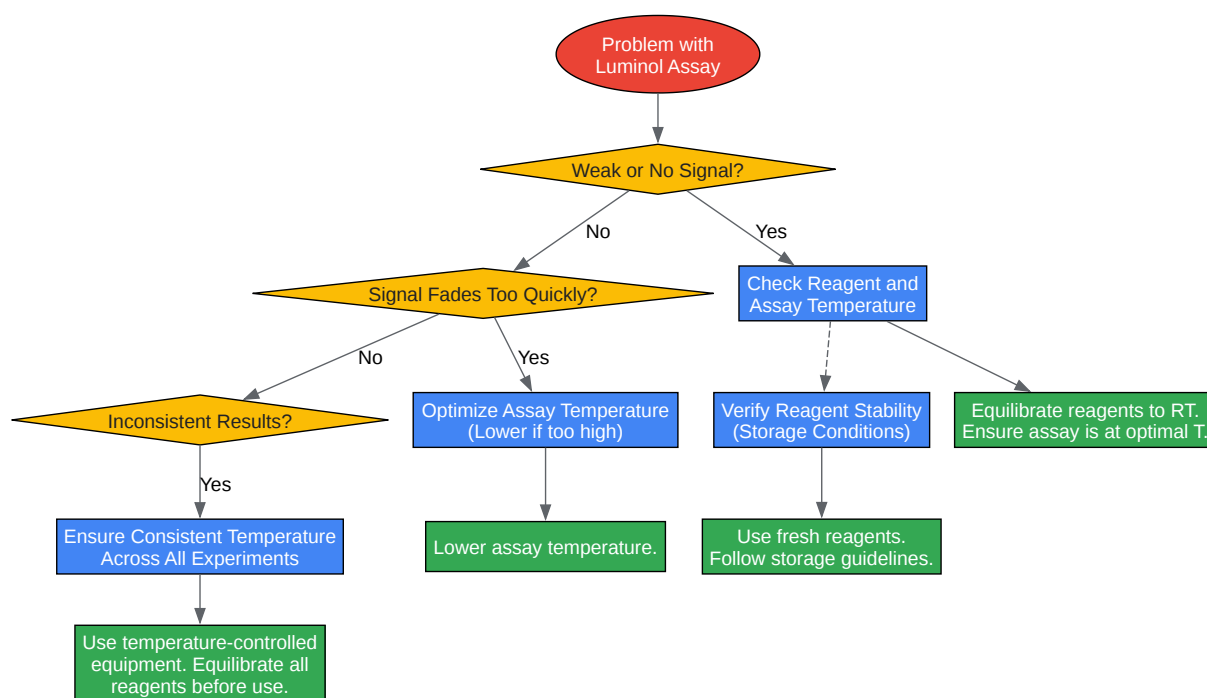 Problem with
Luminol Assay
Weak or No Signal?
No
Yes
Signal Fades Too Quickly?
Check Reagent and
Assay Temperature
No
Yes
Inconsistent Results?
Optimize Assay Temperature
(Lower if too high)
Verify Reagent Stability
(Storage Conditions)
Equilibrate reagents to RT.
Ensure assay is at optimal T.
Yes
Ensure Consistent Temperature
Across All Experiments
Lower assay temperature.
Use fresh reagents.
Follow storage guidelines.
Use temperature-controlled
equipment. Equilibrate all
reagents before use.